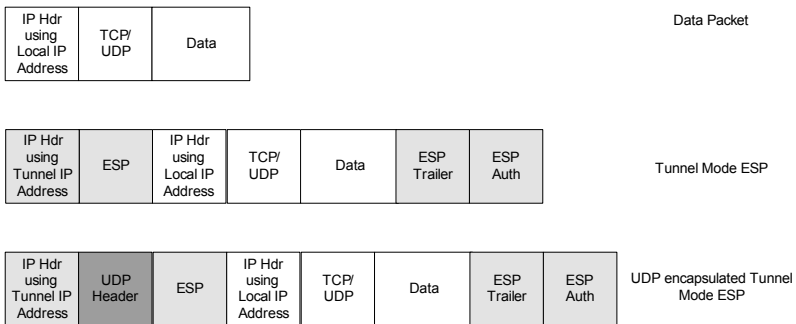 IP Hdr
using
Local IP
Address
TCP/
UDP
Data
Data Packet
IP Hdr
using
Tunnel IP
Address
ESP
IP Hdr
using
Local IP
Address
TCP/
UDP
Data
ESP
Trailer
ESP
Auth
Tunnel Mode ESP
IP Hdr
using
Tunnel IP
Address
UDP
Header
ESP
IP Hdr
using
Local IP
Address
TCP/
UDP
Data
ESP
Trailer
ESP
Auth
UDP encapsulated Tunnel
Mode ESP